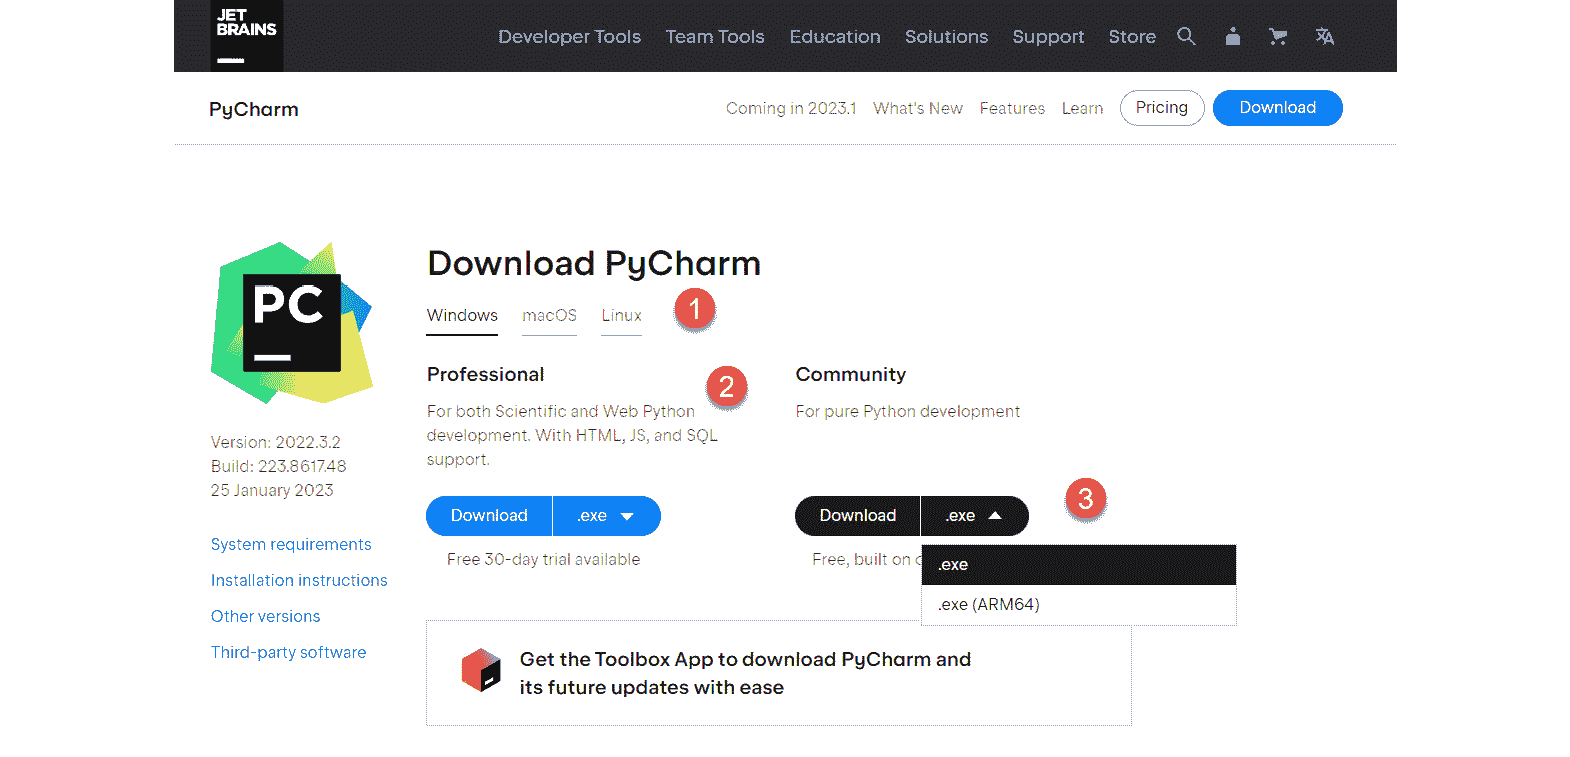 JET
BRAINS
Developer Tools Team Tools Education Solutions Support Store
PyCharm
Coming in 2023.1 What's New Features Learn Pricing Download
PC
Download PyCharm
Windows macOS Linux 1
Professional
2
Community
For both Scientific and Web Python
development. With HTML, JS, and SQL
support.
For pure Python development
Version: 2022.3.2
Build: 223.8617.48
25 January 2023
Download .exe
Download .exe
3
Free 30-day trial available
Free, built on
.exe
.exe (ARM64)
System requirements
Installation instructions
Other versions
Third-party software
Get the Toolbox App to download PyCharm and
its future updates with ease